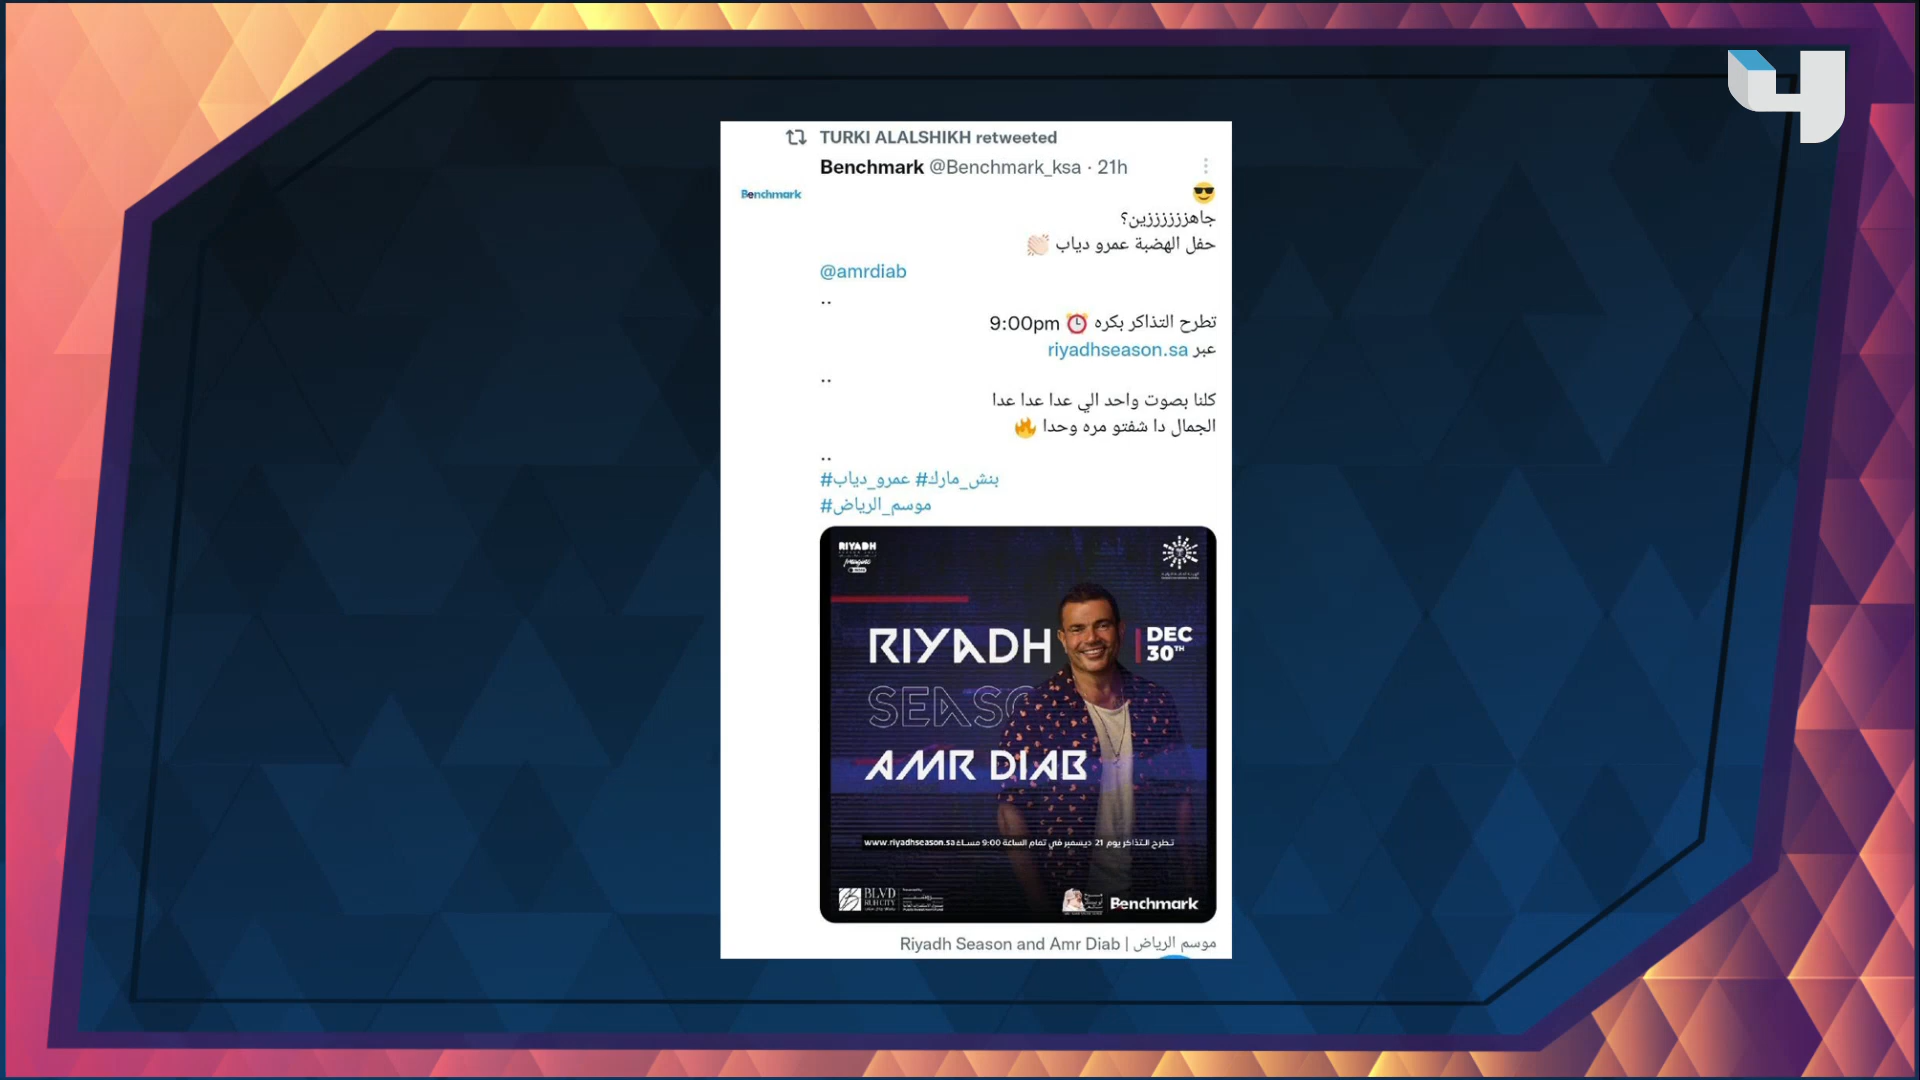 TURKI ALALSHIKH retweeted
Benchmark @Benchmark_ksa · 21h
Benchmark
جاهززززززين؟
حفل الهضبة عمرو دياب
@amrdiab
..
تطرح التذاكر بكره 9:00pm
عبر riyadhseason.sa
..
كلنا بصوت واحد الي عدا عدا عدا
الجمال دا شفتو مره وحدا
..
#بنش_مارك #عمرو_دياب
#موسم_الرياض
RIYADH
RIYADH
DEC
30TH
SEASO
AMR DIAB
تطرح التذاكر يوم 21 ديسمبر في تمام الساعة 9:00 مساءً www.riyadhseason.sa
BLVD
RUH CITY
Benchmark
موسم الرياض | Riyadh Season and Amr Diab